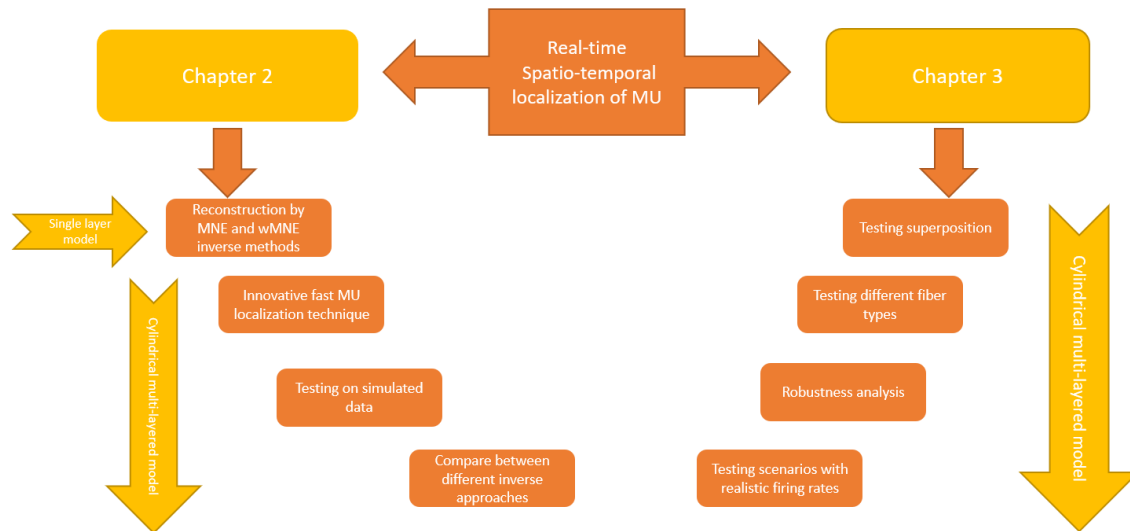 Real-time
Spatio-temporal
localization of MU
Chapter 2
Chapter 3
Single layer
model
Reconstruction by
MNE and wMNE
inverse methods
Innovative fast MU
localization technique
Testing on simulated
data
Compare between
different inverse
approaches
Cylindrical multi-layered model
Testing superposition
Testing different fiber
types
Robustness analysis
Testing scenarios with
realistic firing rates
Cylindrical multi-layered model